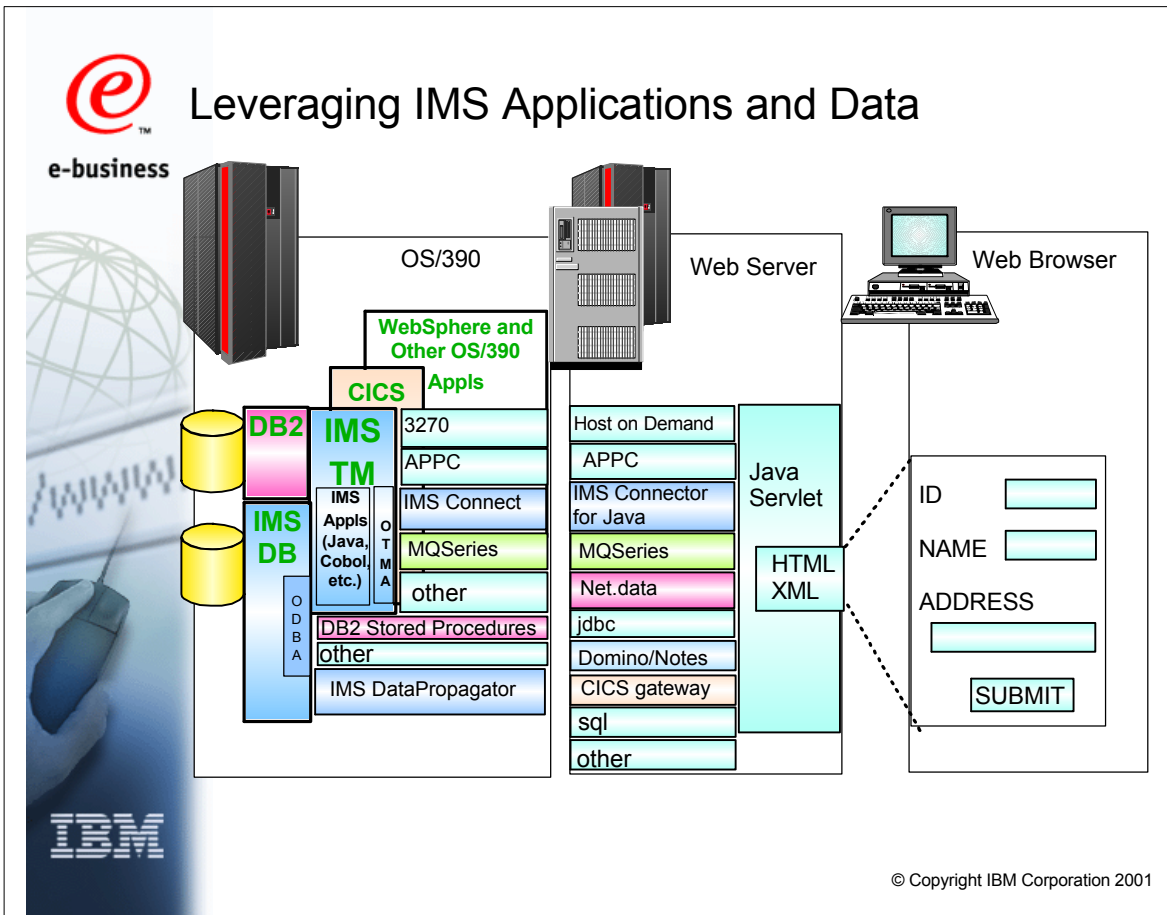 e
TM
e-business
Leveraging IMS Applications and Data
OS/390
WebSphere and
Other OS/390
Appls
CICS
DB2
IMS
TM
IMS
Appls
(Java,
Cobol,
etc.)
O
T
M
A
IMS
DB
O
D
B
A
3270
APPC
IMS Connect
MQSeries
other
DB2 Stored Procedures
other
IMS DataPropagator
Web Server
Host on Demand
APPC
IMS Connector
for Java
MQSeries
Net.data
jdbc
Domino/Notes
CICS gateway
sql
other
Java
Servlet
HTML
XML
Web Browser
ID
NAME
ADDRESS
SUBMIT
IBM
© Copyright IBM Corporation 2001